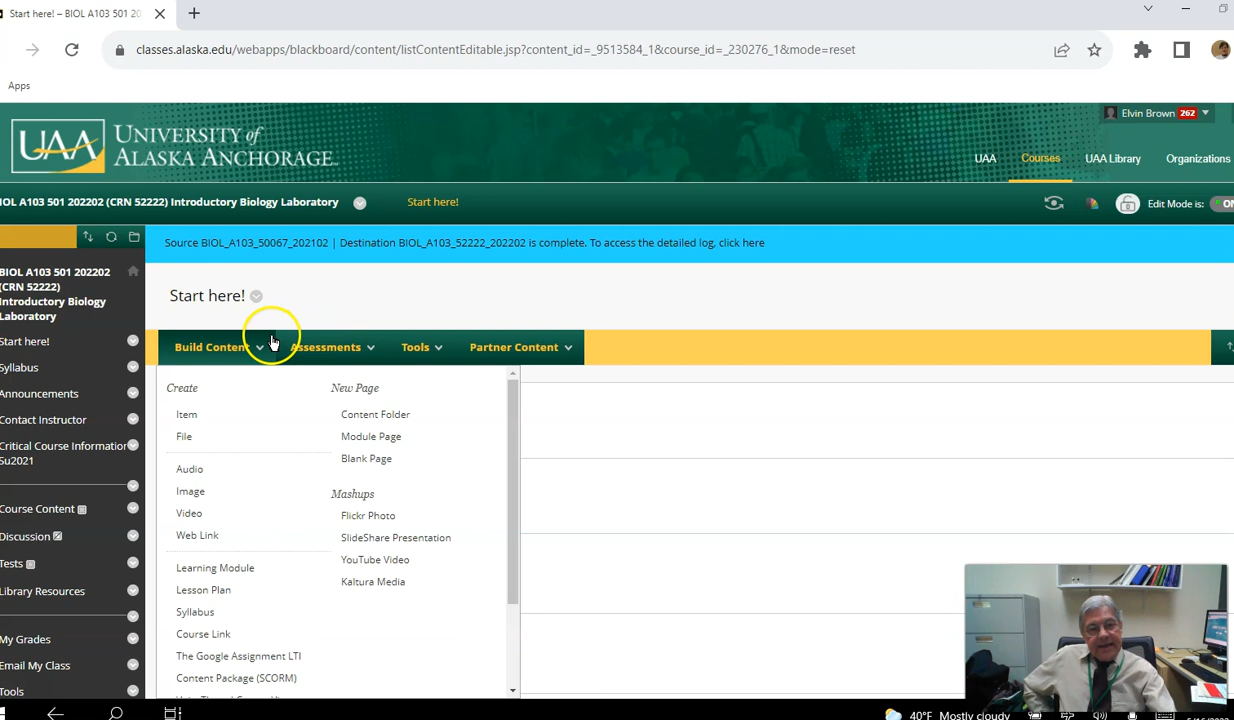 Start here! – BIOL A103 501 20
classes.alaska.edu/webapps/blackboard/content/listContentEditable.jsp?content_id=_9513584_1&course_id=_230276_1&mode=reset
Apps
Elvin Brown 262
UAA
UNIVERSITY of
ALASKA ANCHORAGE
UAA Courses UAA Library Organizations
IOL A103 501 202202 (CRN 52222) Introductory Biology Laboratory Start here! Edit Mode is: ON
Source BIOL_A103_50067_202102 | Destination BIOL_A103_52222_202202 is complete. To access the detailed log, click here
BIOL A103 501 202202
(CRN 52222)
Introductory Biology
Laboratory
Start here!
Syllabus
Announcements
Contact Instructor
Critical Course Information
Su2021
Course Content
Discussion
Tests
Library Resources
My Grades
Email My Class
Tools
Start here!
Build Content Assessments Tools Partner Content
Create
Item
File
Audio
Image
Video
Web Link
Learning Module
Lesson Plan
Syllabus
Course Link
The Google Assignment LTI
Content Package (SCORM)
New Page
Content Folder
Module Page
Blank Page
Mashups
Flickr Photo
SlideShare Presentation
YouTube Video
Kaltura Media
40°F Mostly cloudy